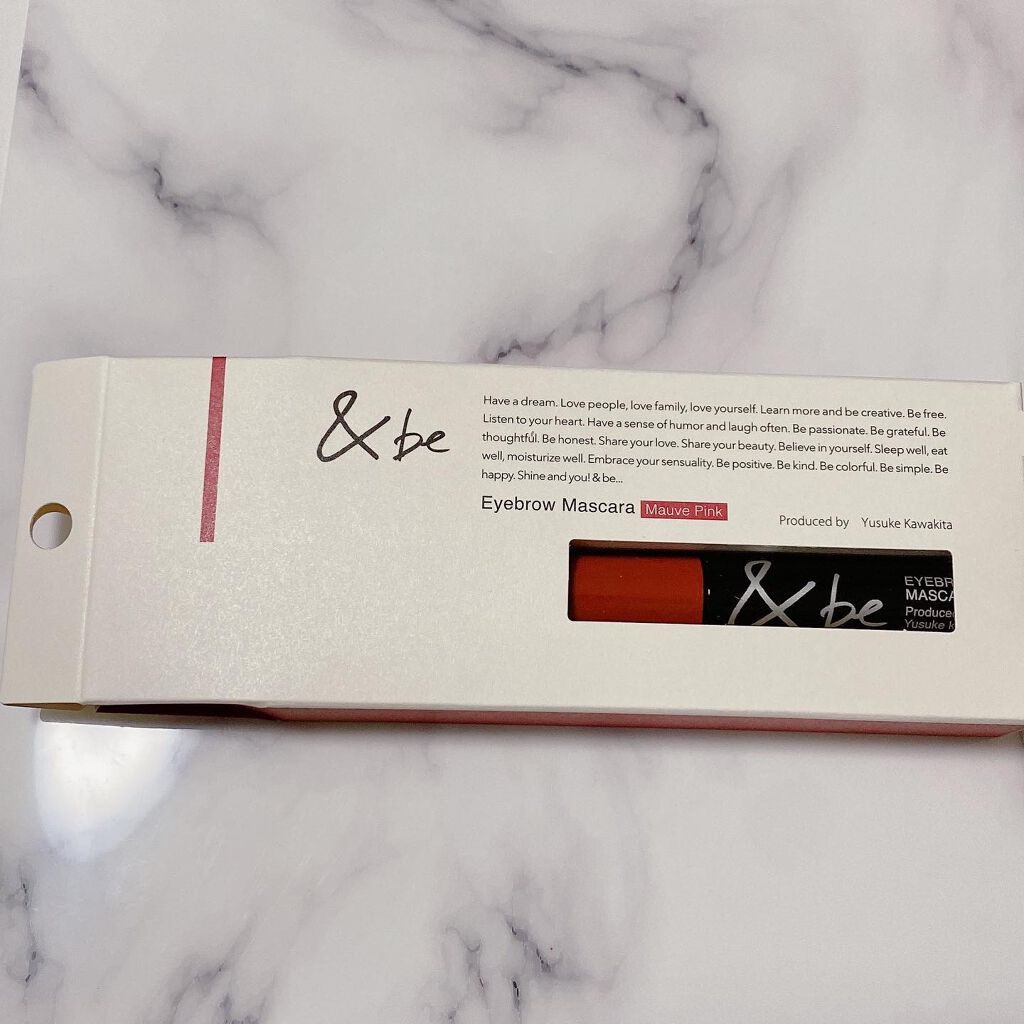 &be
Have a dream. Love people, love family, love yourself. Learn more and be creative. Be free.
Listen to your heart. Have a sense of humor and laugh often. Be passionate. Be grateful. Be
thoughtful. Be honest. Share your love. Share your beauty. Believe in yourself. Sleep well, eat
well, moisturize well. Embrace your sensuality. Be positive. Be kind. Be colorful. Be simple. Be
happy. Shine and you! & be...
Eyebrow Mascara Mauve Pink
Produced by Yusuke Kawakita
&be
EYEBR
MASCA
Produce
Yusuke k